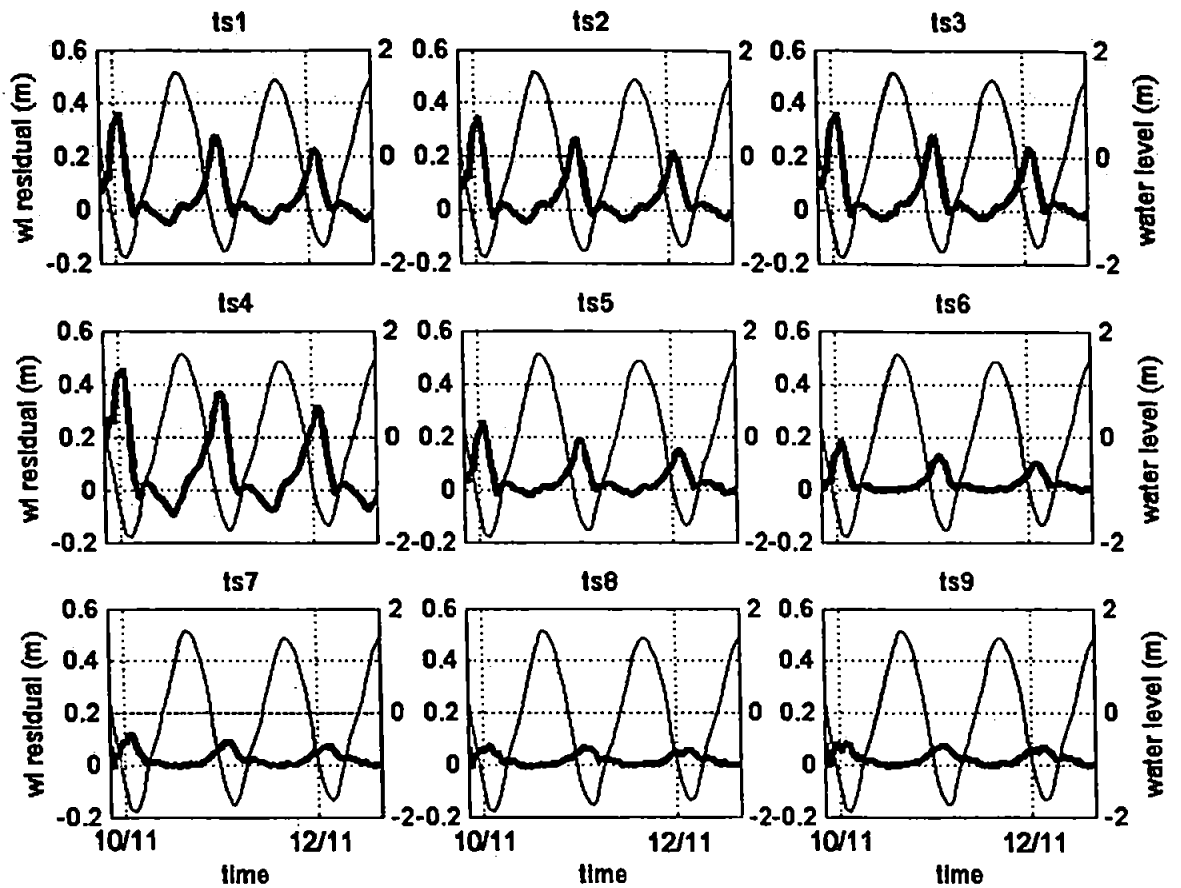 ts1 ts2 ts3
0.6 2 0.6 2 0.6 2
0.4 0.4 0.4
wl residual (m) 0.2 0 0.2 0 0.2 0 water level (m)
0 0 0
-0.2 -2 -0.2 -2 -0.2 -2
ts4 ts5 ts6
0.6 2 0.6 2 0.6 2
0.4 0.4 0.4
wl residual (m) 0.2 0 0.2 0 0.2 0 water level (m)
0 0 0
-0.2 -2 -0.2 -2 -0.2 -2
ts7 ts8 ts9
0.6 2 0.6 2 0.6 2
0.4 0.4 0.4
wl residual (m) 0.2 0 0.2 0 0.2 0 water level (m)
0 0 0
-0.2 -2 -0.2 -2 -0.2 -2
10/11 12/11 10/11 12/11 10/11 12/11
time time time